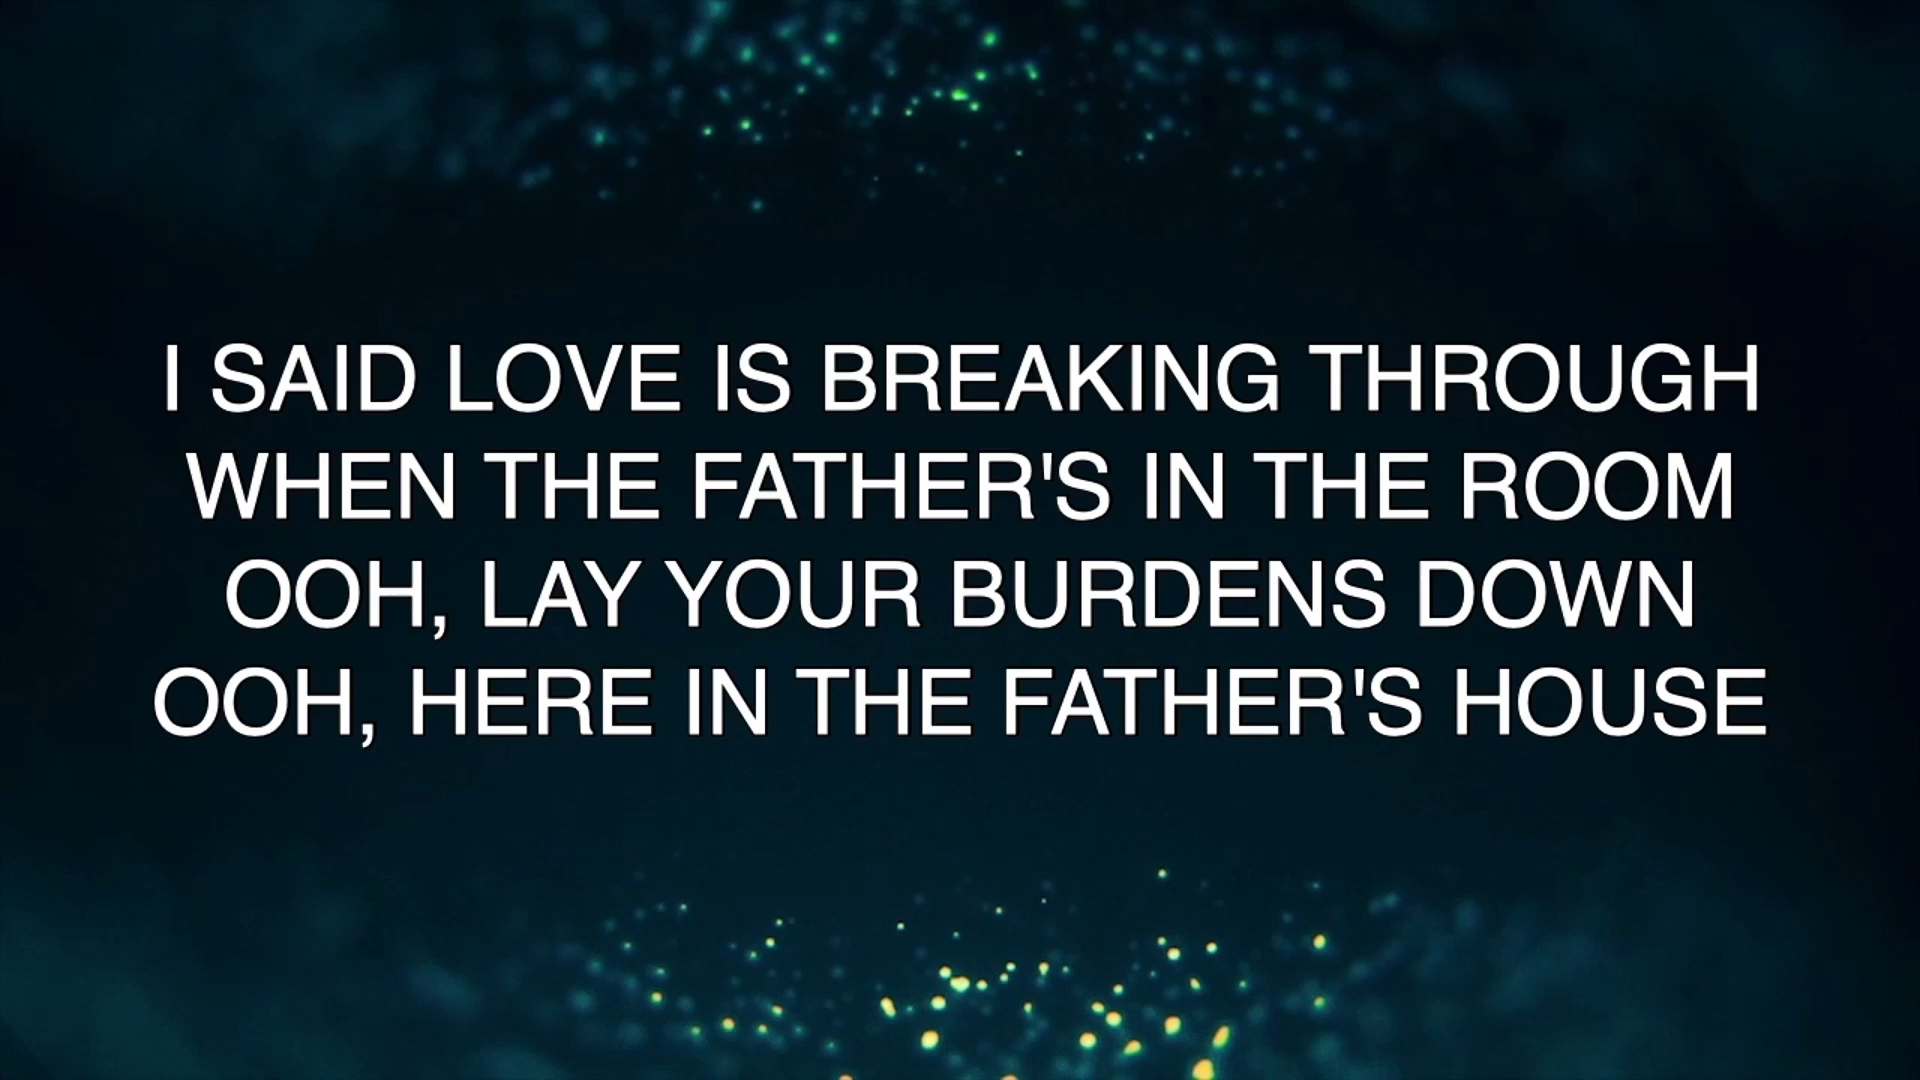 I SAID LOVE IS BREAKING THROUGH
WHEN THE FATHER'S IN THE ROOM
OOH, LAY YOUR BURDENS DOWN
OOH, HERE IN THE FATHER'S HOUSE